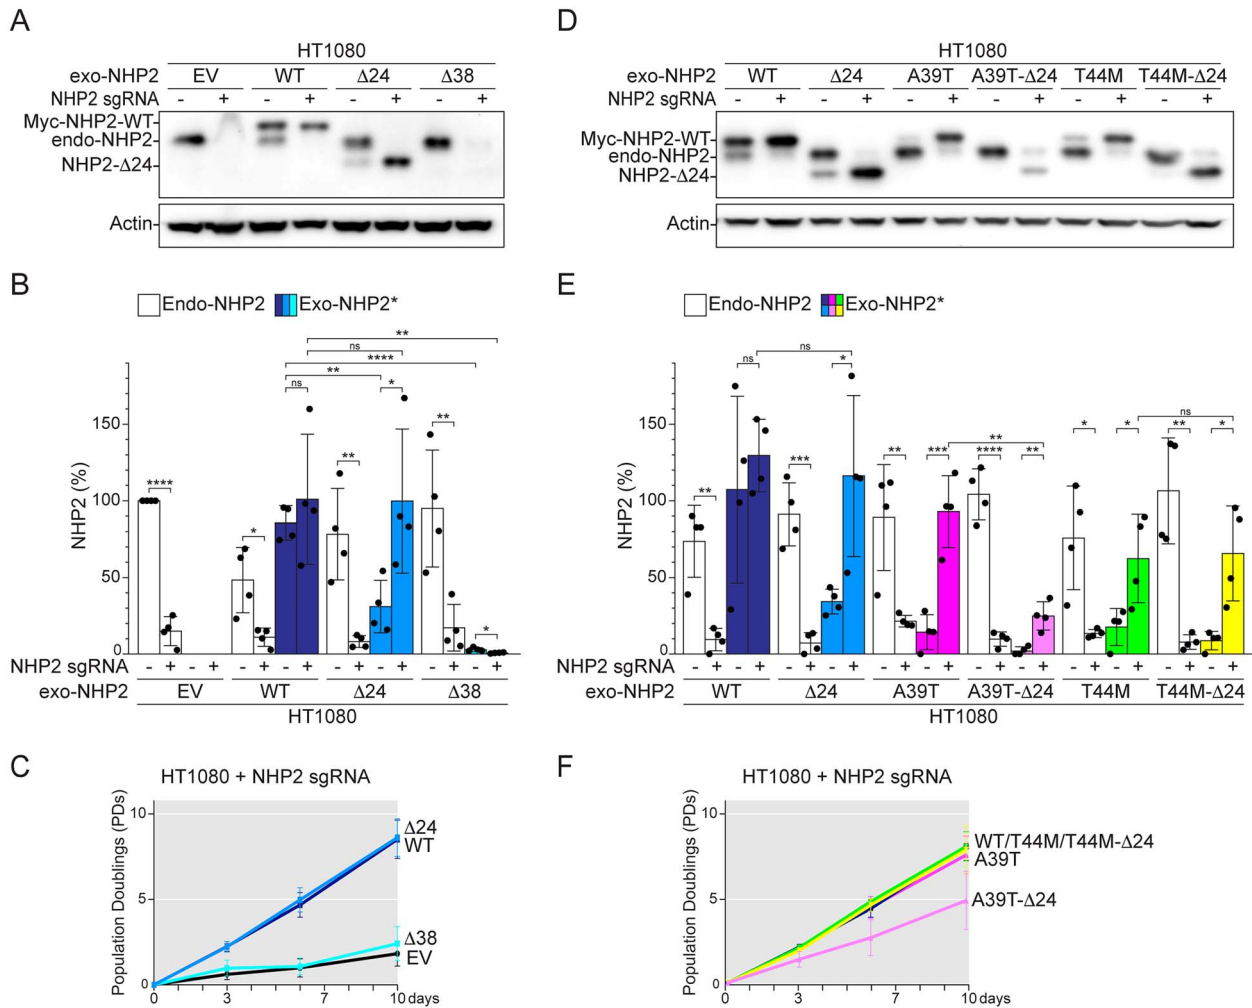 A
HT1080
exo-NHP2 EV WT Δ24 Δ38
NHP2 sgRNA - + - + - + - +
Myc-NHP2-WT
endo-NHP2
NHP2-Δ24
Actin
D
HT1080
exo-NHP2 WT Δ24 A39T A39T-Δ24 T44M T44M-Δ24
NHP2 sgRNA - + - + - + - + - + - +
Myc-NHP2-WT
endo-NHP2
NHP2-Δ24
Actin
B
Endo-NHP2 Exo-NHP2*
**
ns
****
**
ns * **
** ****
*
*
NHP2 (%)
150
100
50
0
NHP2 sgRNA - + - + - + - + - + - + - + - +
exo-NHP2 EV WT Δ24 Δ38
HT1080
E
Endo-NHP2 Exo-NHP2*
ns
ns * ns
** * * ** *
*** ** *** **** **
**
NHP2 (%)
150
100
50
0
NHP2 sgRNA - + - + - + - + - + - + - + - + - + - + - + - +
exo-NHP2 WT Δ24 A39T A39T-Δ24 T44M T44M-Δ24
HT1080
C
HT1080 + NHP2 sgRNA
Population Doublings (PDs)
10
5
0
Δ24
WT
Δ38
EV
0 3 7 10 days
F
HT1080 + NHP2 sgRNA
Population Doublings (PDs)
10
5
0
WT/T44M/T44M-Δ24
A39T
A39T-Δ24
0 3 7 10 days